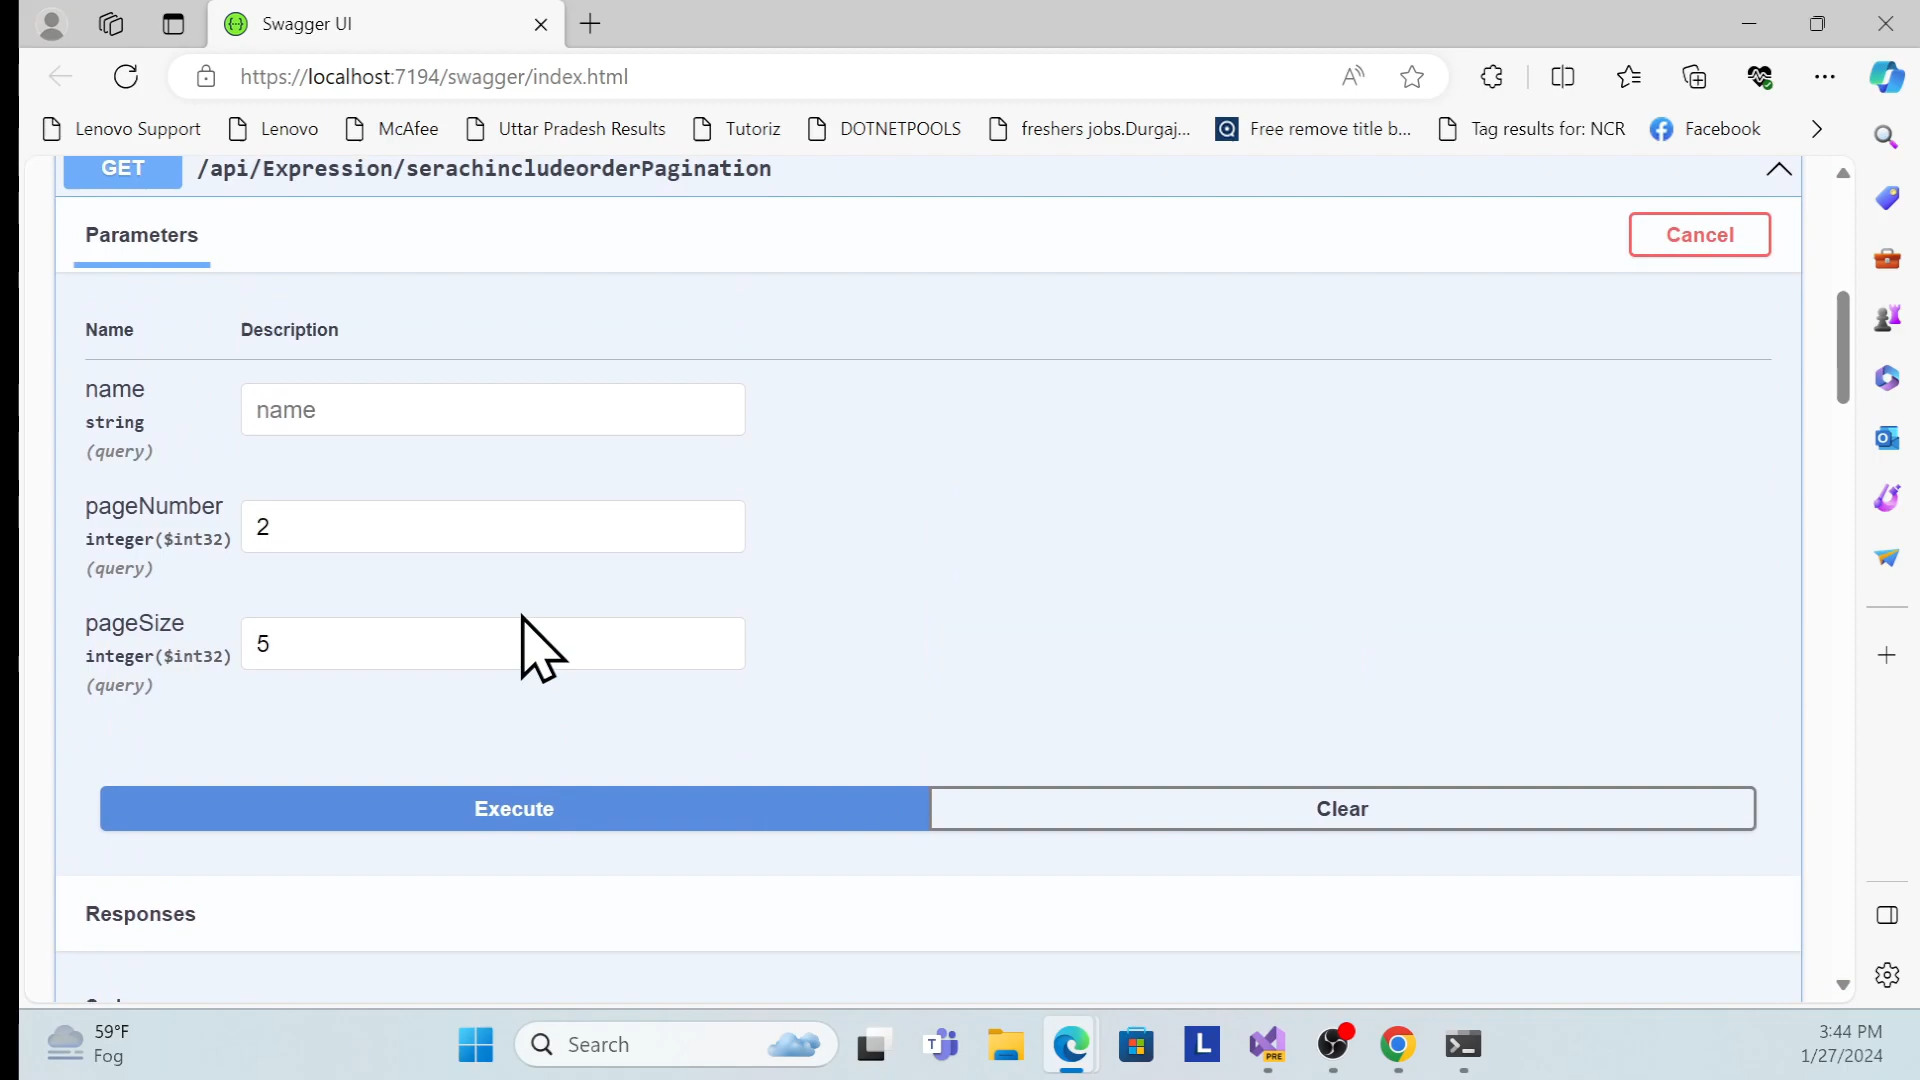 Swagger UI
https://localhost:7194/swagger/index.html
Lenovo Support
Lenovo
McAfee
Uttar Pradesh Results
Tutoriz
DOTNETPOOLS
freshers jobs.Durgaj...
Free remove title b...
Tag results for: NCR
Facebook
GET /api/Expression/serachincludeorderPagination
Parameters
Cancel
Name Description
name
string
(query)
name
pageNumber
integer($int32)
(query)
2
pageSize
integer($int32)
(query)
5
Execute
Clear
Responses
59°F
Fog
Search
3:44 PM
1/27/2024